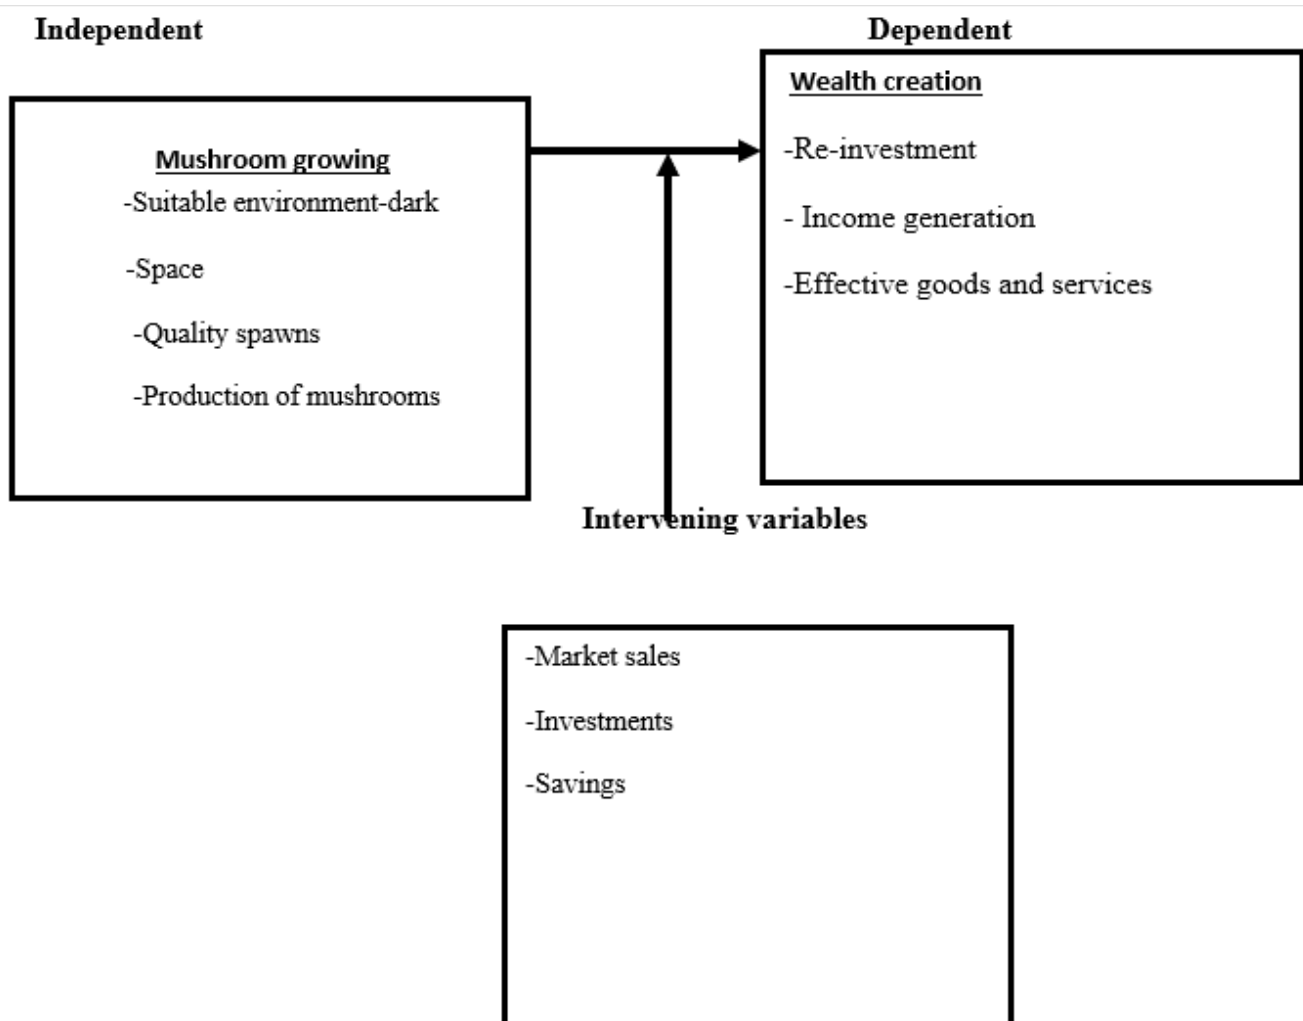 Independent
Dependent
Mushroom growing
-Suitable environment-dark
-Space
-Quality spawns
-Production of mushrooms
Wealth creation
-Re-investment
- Income generation
-Effective goods and services
Intervening variables
-Market sales
-Investments
-Savings